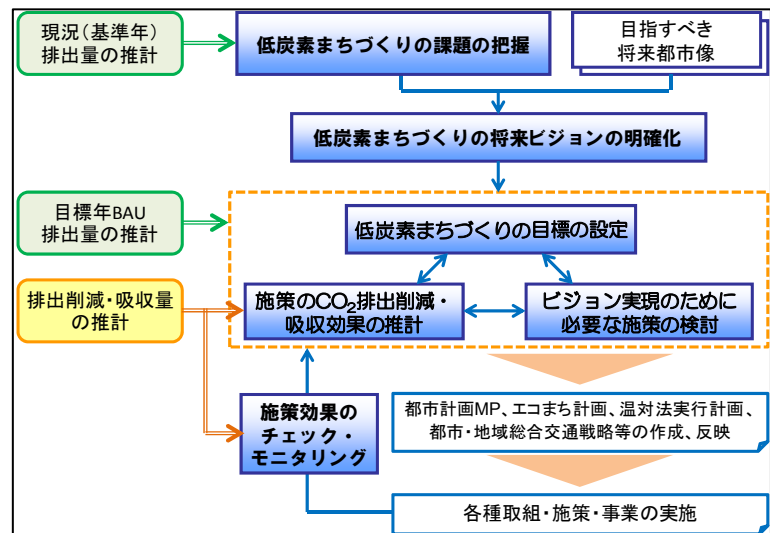 現況(基準年)
排出量の推計
低炭素まちづくりの課題の把握
目指すべき
将来都市像
低炭素まちづくりの将来ビジョンの明確化
目標年BAU
排出量の推計
低炭素まちづくりの目標の設定
排出削減・吸収量
の推計
施策のCO₂排出削減・
吸収効果の推計
ビジョン実現のために
必要な施策の検討
施策効果の
チェック・
モニタリング
都市計画MP、エコまち計画、温対法実行計画、
都市・地域総合交通戦略等の作成、反映
各種取組・施策・事業の実施